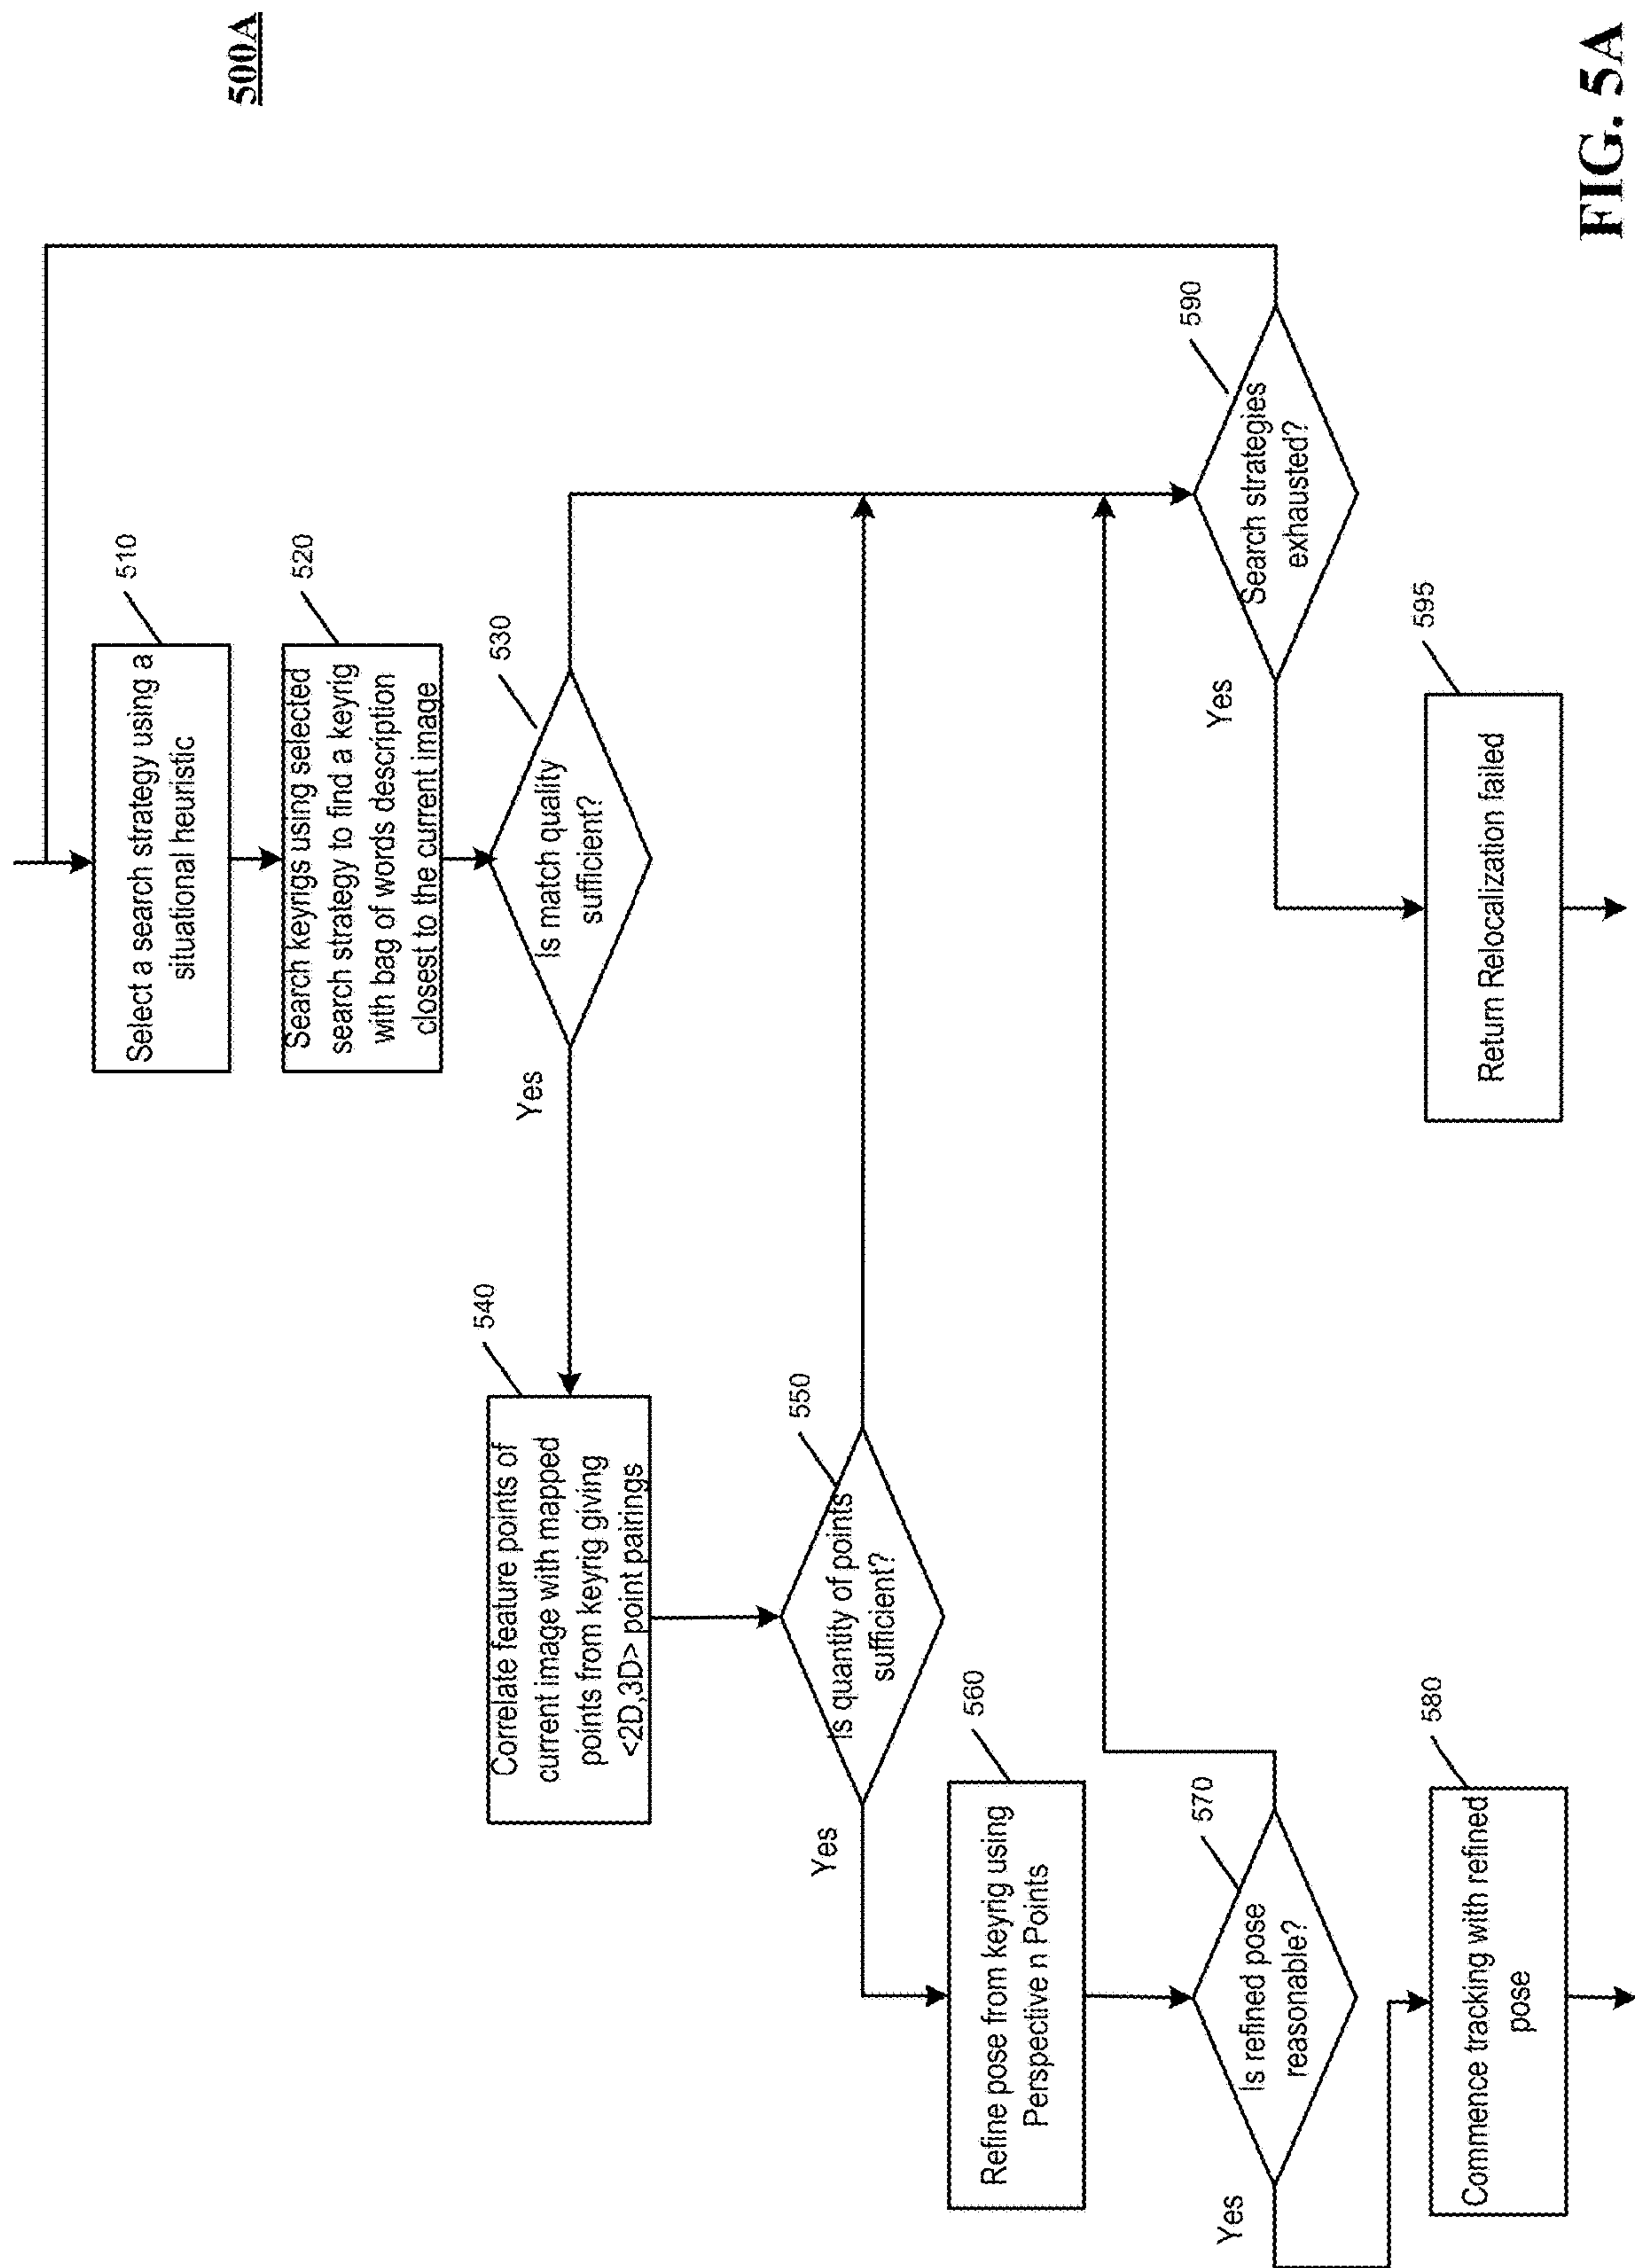 500A
510
Select a search strategy using a
situational heuristic
520
Search keyrigs using selected
search strategy to find a keyrig
with bag of words description
closest to the current image
530
Is match quality
sufficient?
Yes
540
Correlate feature points of
current image with mapped
points from keyrig giving
<2D,3D> point pairings
550
Is quantity of points
sufficient?
Yes
560
Refine pose from keyrig using
Perspective n Points
570
Is refined pose
reasonable?
Yes
580
Commence tracking with refined
pose
590
Search strategies
exhausted?
Yes
595
Return Relocalization failed
FIG. 5A